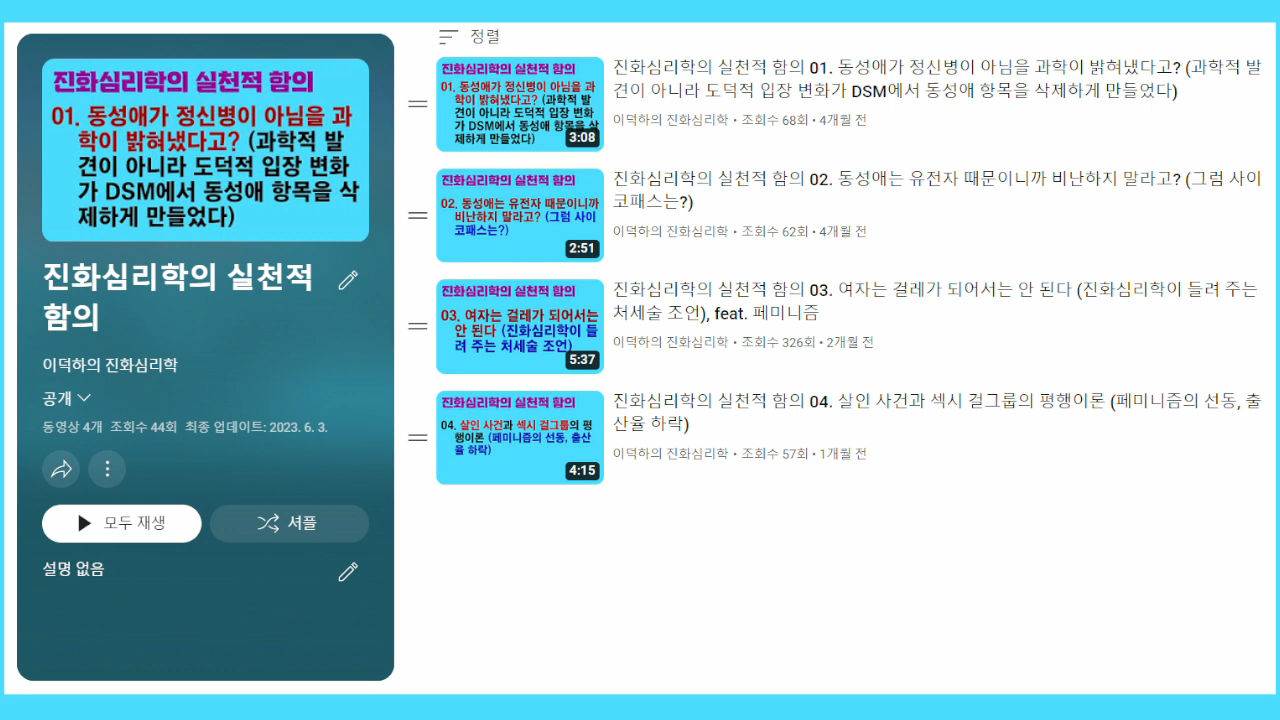 진화심리학의 실천적 함의
01. 동성애가 정신병이 아님을 과
학이 밝혀냈다고? (과학적 발
견이 아니라 도덕적 입장 변화
가 DSM에서 동성애 항목을 삭
제하게 만들었다)
진화심리학의 실천적
함의
이덕하의 진화심리학
공개
동영상 4개 조회수 44회 최종 업데이트: 2023. 6. 3.
모두 재생
셔플
설명 없음
정렬
진화심리학의 실천적 함의
01. 동성애가 정신병이 아님을 과
학이 밝혀냈다고? (과학적 발
견이 아니라 도덕적 입장 변화
가 DSM에서 동성애 항목을 삭
제하게 만들었다)
3:08
진화심리학의 실천적 함의 01. 동성애가 정신병이 아님을 과학이 밝혀냈다고? (과학적 발
견이 아니라 도덕적 입장 변화가 DSM에서 동성애 항목을 삭제하게 만들었다)
이덕하의 진화심리학 • 조회수 68회 • 4개월 전
진화심리학의 실천적 함의
02. 동성애는 유전자 때문이니까
비난하지 말라고? (그럼 사이
코패스는?)
2:51
진화심리학의 실천적 함의 02. 동성애는 유전자 때문이니까 비난하지 말라고? (그럼 사이
코패스는?)
이덕하의 진화심리학 • 조회수 62회 • 4개월 전
진화심리학의 실천적 함의
03. 여자는 걸레가 되어서는
안 된다 (진화심리학이 들
려 주는 처세술 조언)
5:37
진화심리학의 실천적 함의 03. 여자는 걸레가 되어서는 안 된다 (진화심리학이 들려 주는
처세술 조언), feat. 페미니즘
이덕하의 진화심리학 • 조회수 326회 • 2개월 전
진화심리학의 실천적 함의
04. 살인 사건과 섹시 걸그룹의 평
행이론 (페미니즘의 선동, 출산
율 하락)
4:15
진화심리학의 실천적 함의 04. 살인 사건과 섹시 걸그룹의 평행이론 (페미니즘의 선동, 출
산율 하락)
이덕하의 진화심리학 • 조회수 57회 • 1개월 전